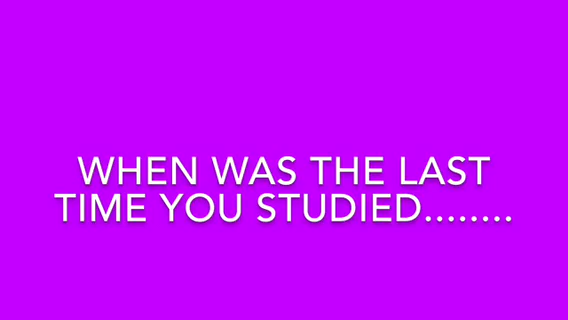 WHEN WAS THE LAST
TIME YOU STUDIED........